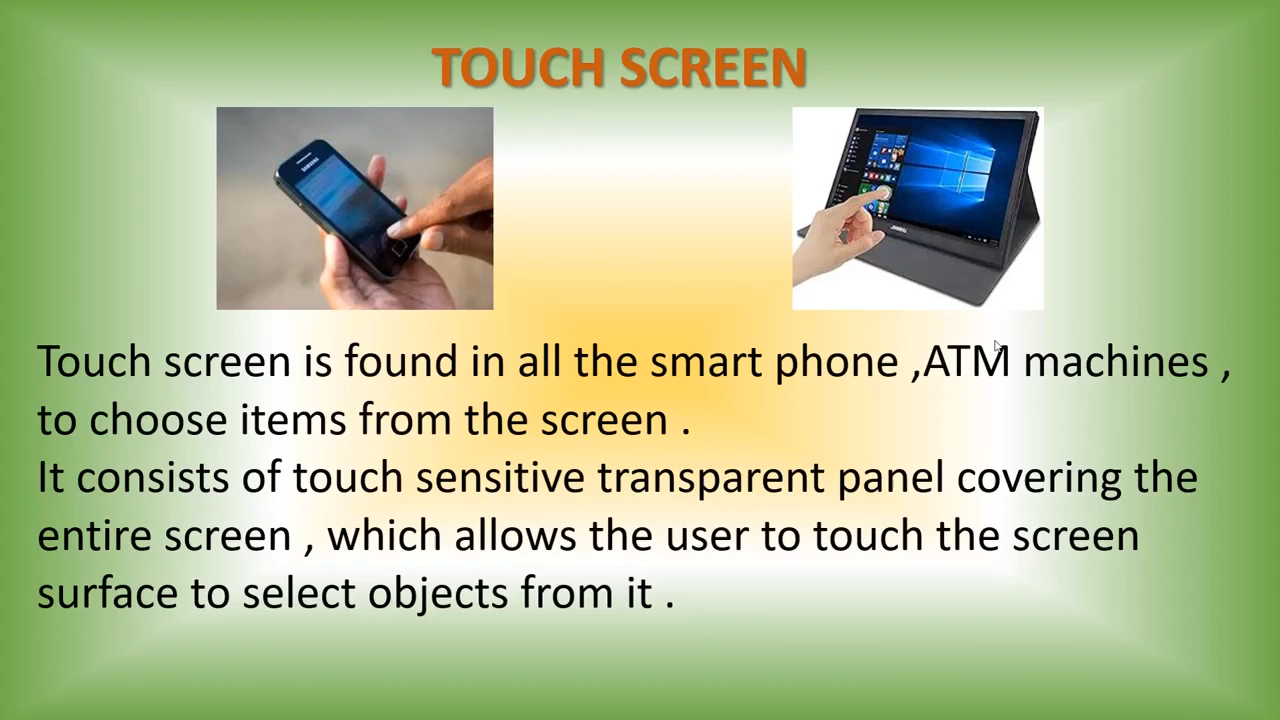 TOUCH SCREEN
SAMSUNG
Touch screen is found in all the smart phone ,ATM machines ,
to choose items from the screen .
It consists of touch sensitive transparent panel covering the
entire screen , which allows the user to touch the screen
surface to select objects from it .